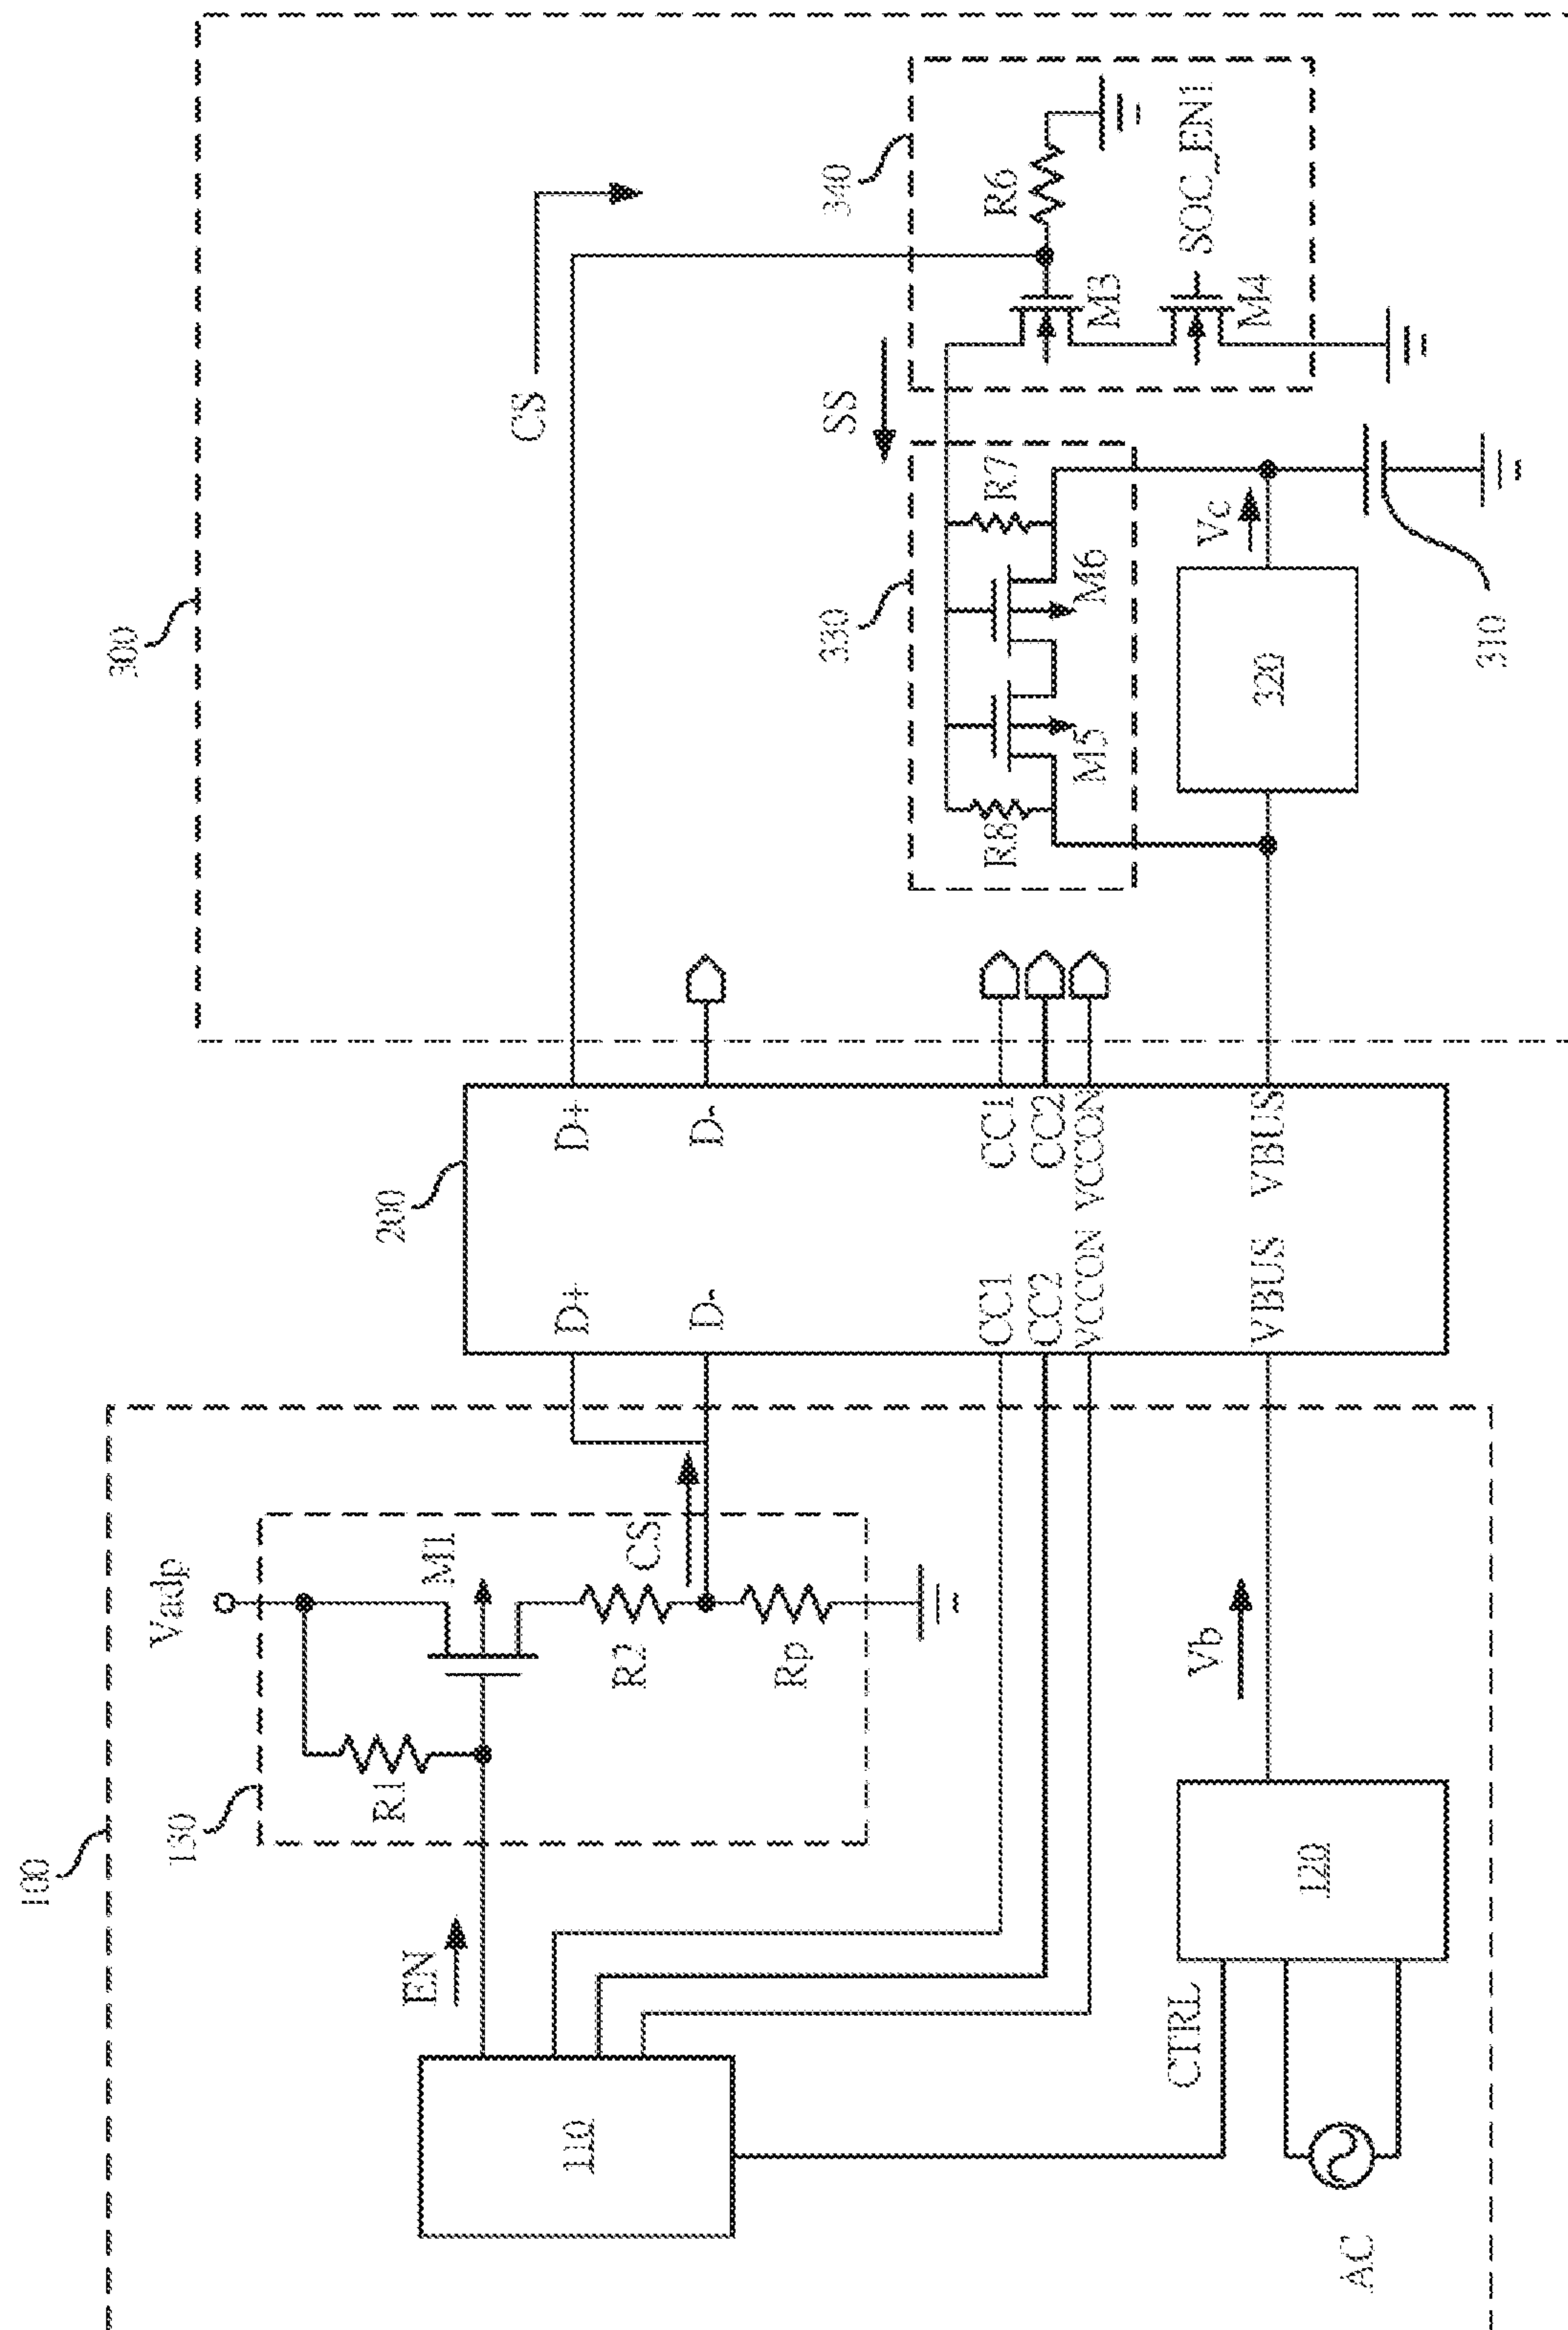 100
130
Vadp
R1
M1
R2
CS
Rp
EN
110
CTRL
AC
120
Vb
200
D+
D+
D-
D-
CC1
CC1
CC2
CC2
VCCON
VCCON
VBUS
VBUS
300
CS
SS
340
R6
M3
SOC_EN1
M4
330
R8
M5
M6
R7
320
Vc
310